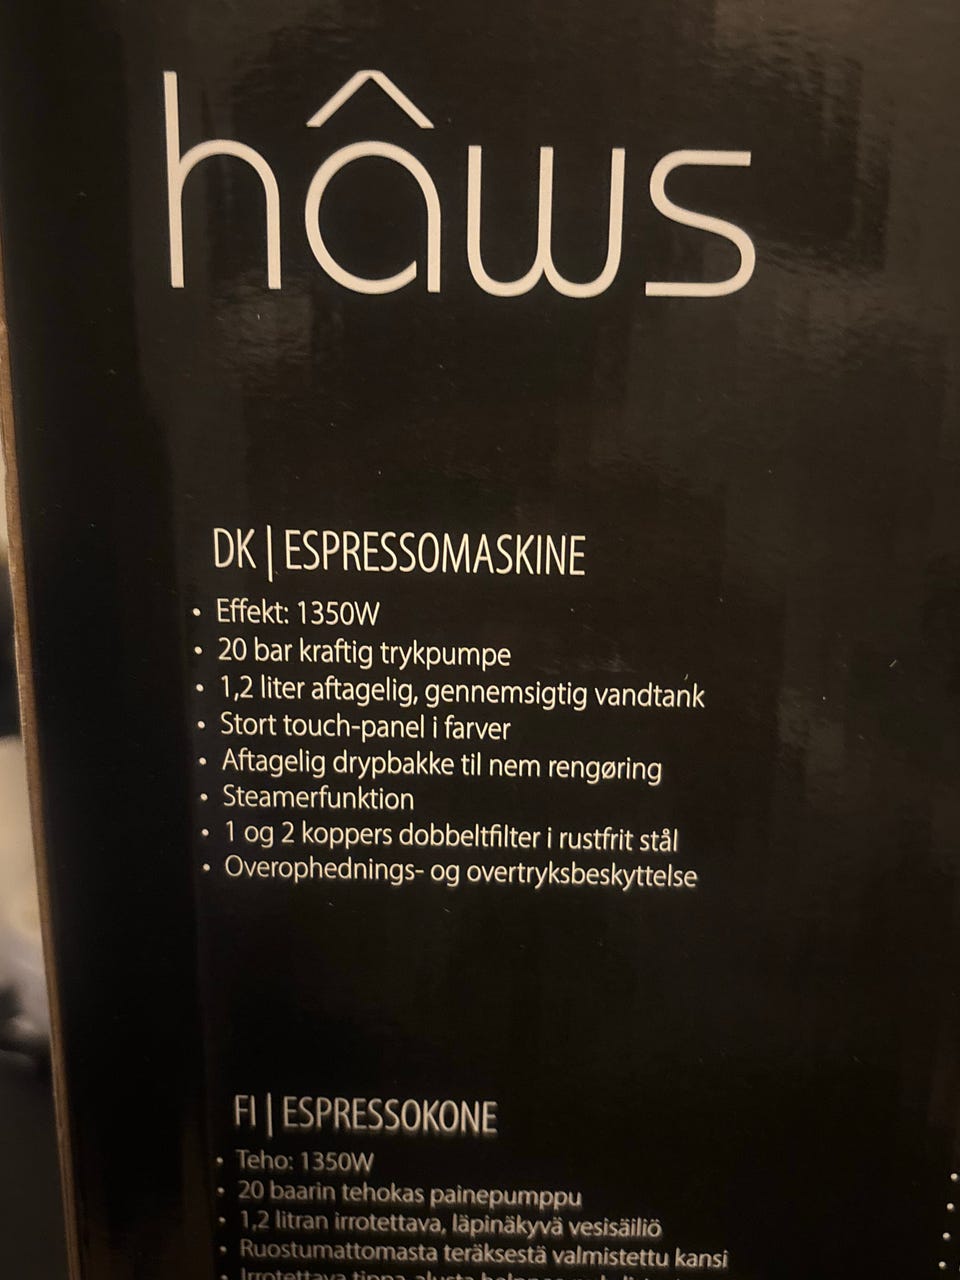 hâws
DK | ESPRESSOMASKINE
• Effekt: 1350W
• 20 bar kraftig trykpumpe
• 1,2 liter aftagelig, gennemsigtig vandtank
• Stort touch-panel i farver
• Aftagelig drypbakke til nem rengøring
• Steamerfunktion
• 1 og 2 koppers dobbeltfilter i rustfrit stål
• Overophednings- og overtryksbeskyttelse
FI | ESPRESSOKONE
• Teho: 1350W
• 20 baarin tehokas painepumppu
• 1,2 litran irrotettava, läpinäkyvä vesisäiliö
• Ruostumattomasta teräksestä valmistettu kansi
• Irrotettava